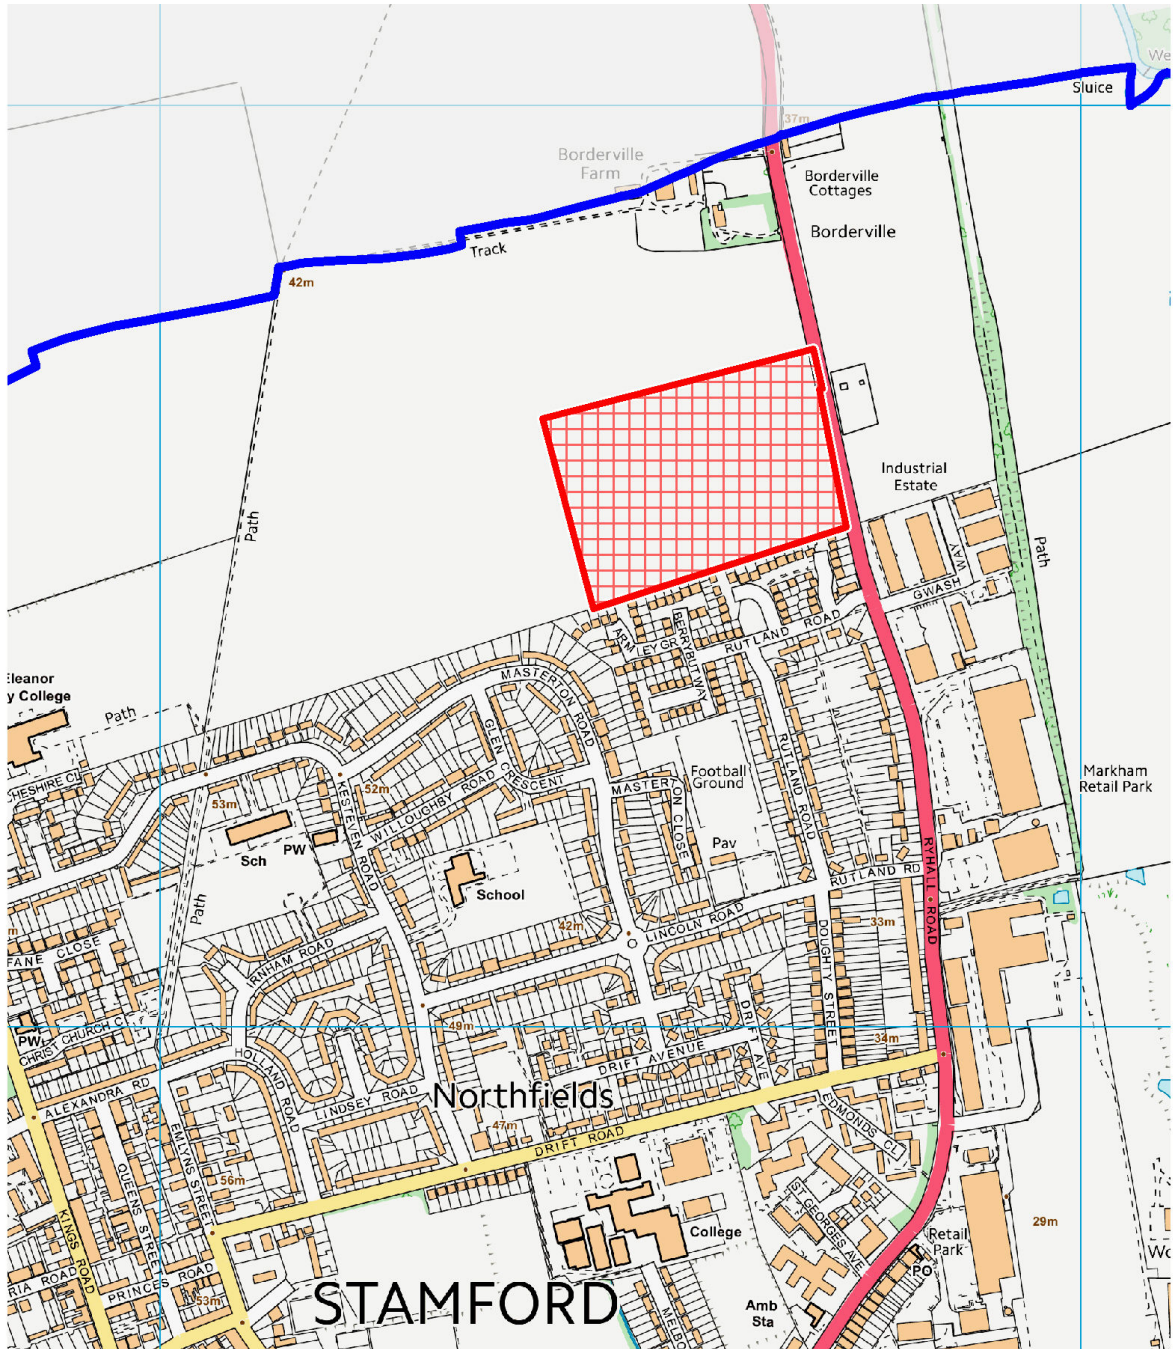 We
Sluice
37m
Borderville
Farm
Borderville
Cottages
Borderville
Track
42m
Industrial
Estate
Path
Path
GWASH
WAY
ARMLEY GR
BERRYBUT WAY
RUTLAND ROAD
Eleanor
y College
Path
MASTERTON ROAD
GLEN CRESCENT
CHESHIRE CL
53m
52m
WILLOUGHBY ROAD
KESTEVEN ROAD
MASTERTON CLOSE
Football
Ground
RUTLAND ROAD
Markham
Retail Park
Sch
PW
Pav
School
RUTLAND RD
RYHALL ROAD
Path
m
FANE CLOSE
RNHAM ROAD
42m
LINCOLN ROAD
33m
DOUGHTY STREET
DRIFT AVE
PW
CHRIST CHURCH C
49m
34m
HOLLAND ROAD
DRIFT AVENUE
ALEXANDRA RD
LINDSEY ROAD
Northfields
EDMONDS CL
EMLYNS STREET
47m
DRIFT ROAD
QUEENS STREET
56m
KINGS ROAD
ST GEORGES AVE
College
29m
Retail
Park
Wo
RIA ROAD
PRINCES ROAD
53m
PO
STAMFORD
Amb
Sta
MELBO